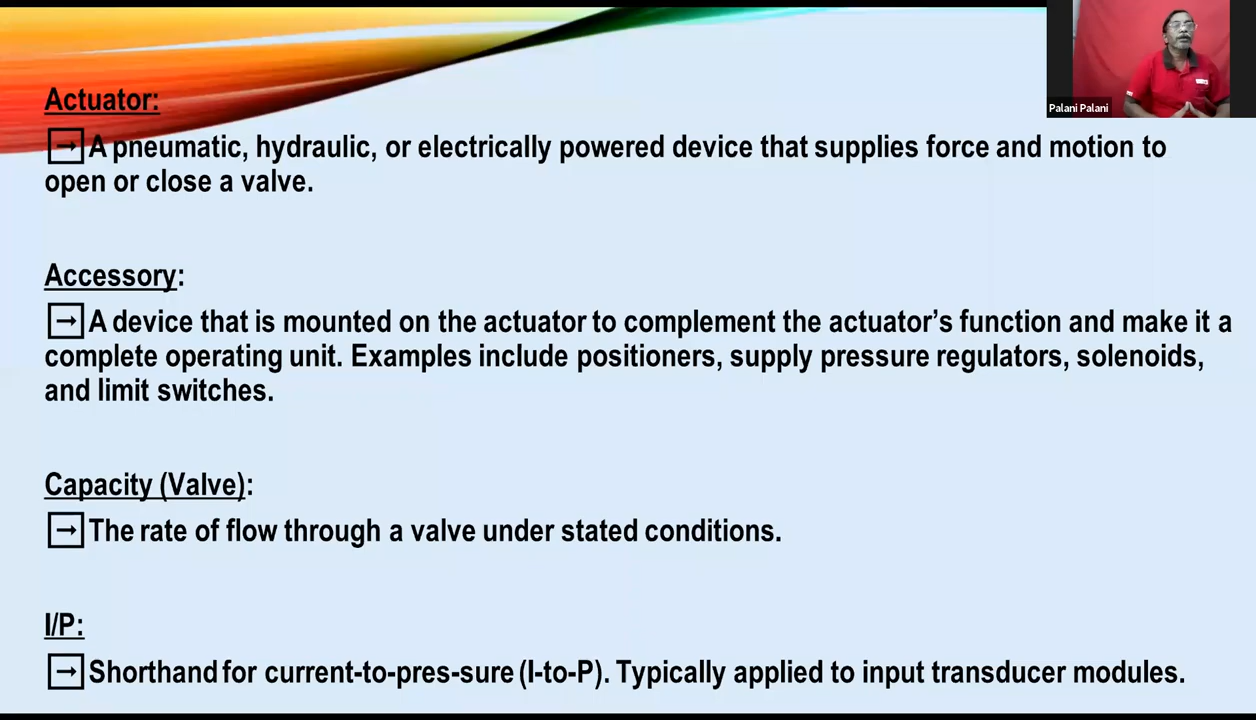 Palani Palani
Actuator:
→ A pneumatic, hydraulic, or electrically powered device that supplies force and motion to
open or close a valve.
Accessory:
→ A device that is mounted on the actuator to complement the actuator’s function and make it a
complete operating unit. Examples include positioners, supply pressure regulators, solenoids,
and limit switches.
Capacity (Valve):
→ The rate of flow through a valve under stated conditions.
I/P:
→ Shorthand for current-to-pres-sure (I-to-P). Typically applied to input transducer modules.